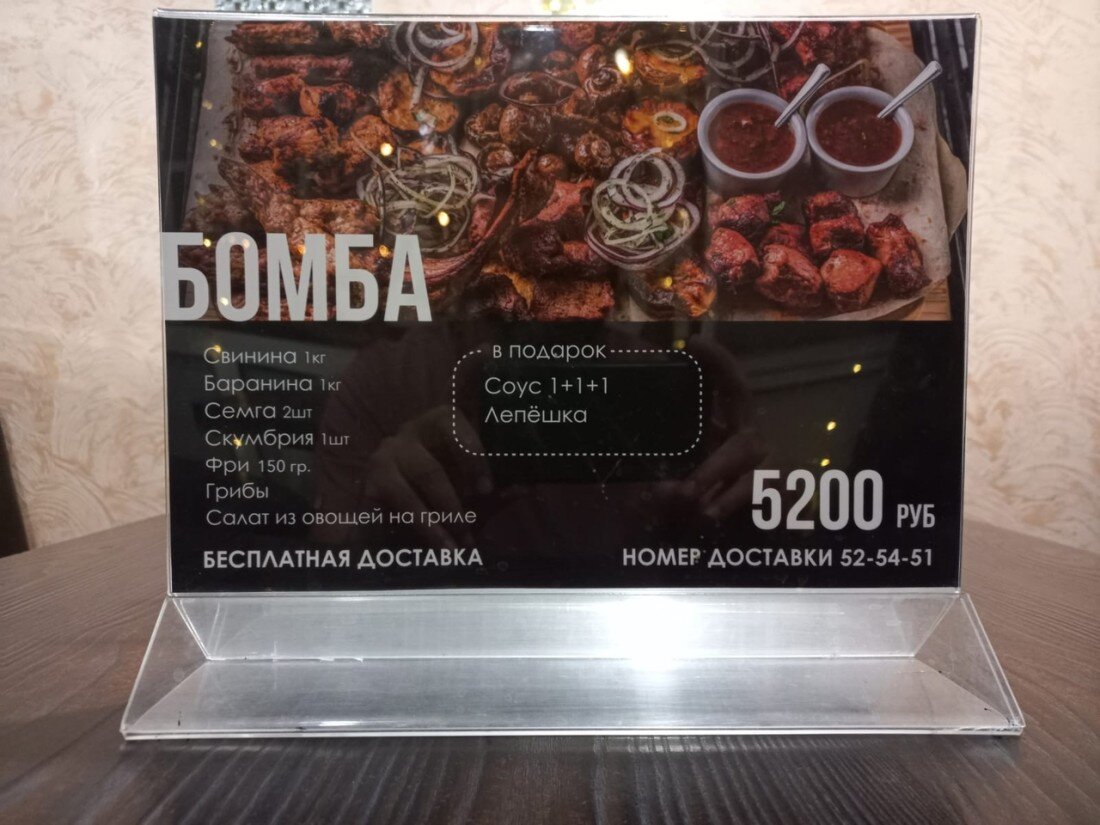 БОМБА
Свинина 1кг
Баранина 1кг
Семга 2шт
Скумбрия 1шт
Фри 150 гр.
Грибы
Салат из овощей на гриле
БЕСПЛАТНАЯ ДОСТАВКА
в подарок
Соус 1+1+1
Лепёшка
5200 РУБ
НОМЕР ДОСТАВКИ 52-54-51